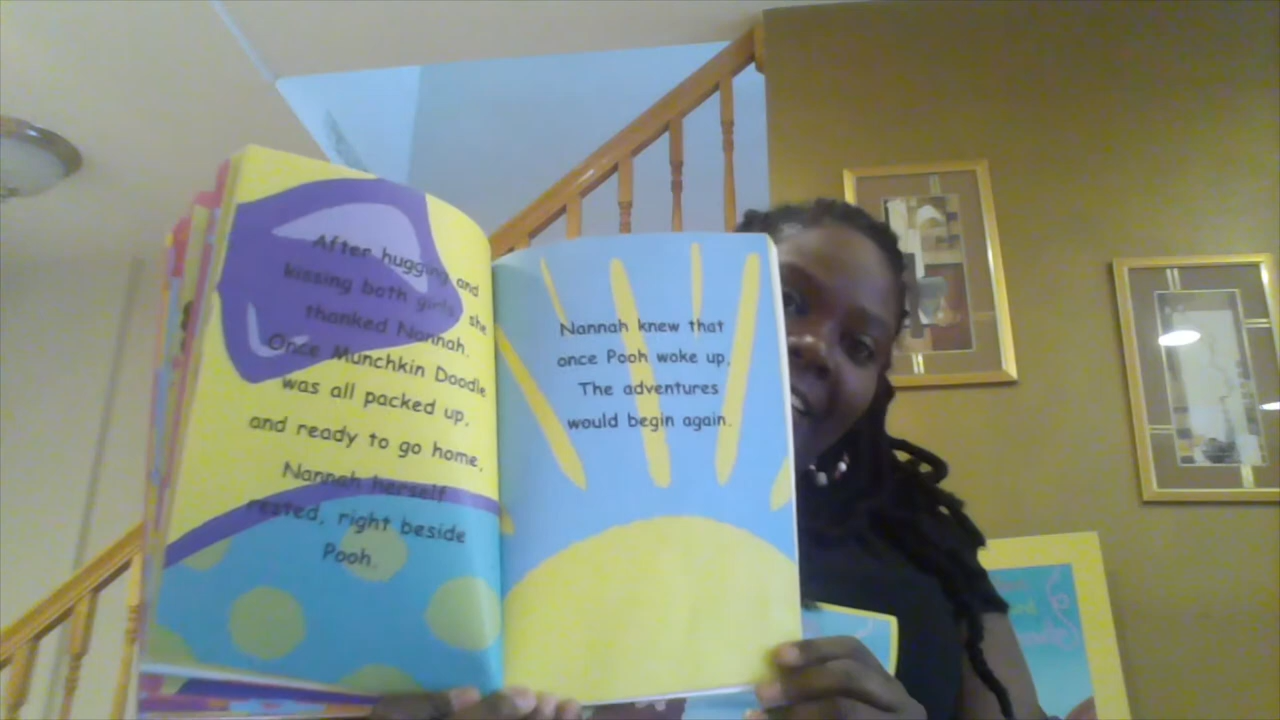 After hugging and
kissing both girls, she
thanked Nannah.
Once Munchkin Doodle
was all packed up,
and ready to go home,
Nannah herself
rested, right beside
Pooh.
Nannah knew that
once Pooh woke up,
The adventures
would begin again.